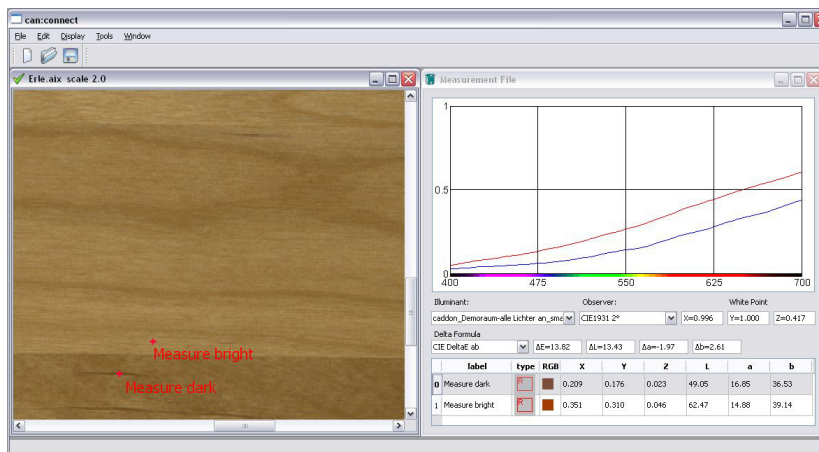 can:connect
File Edit Display Tools Window
Erle.aix scale 2.0
Measure bright
Measure dark
Measurement File
1
0.5
0
400 475 550 625 700
Illuminant: Observer: White Point
caddon_Demoraum-alle Lichter an_sma CIE1931 2° X=0.996 Y=1.000 Z=0.417
Delta Formula
CIE DeltaE ab ΔE=13.82 ΔL=13.43 Δa=-1.97 Δb=2.61
label type RGB X Y Z L a b
0 Measure dark R 0.209 0.176 0.023 49.05 16.85 36.53
1 Measure bright R 0.351 0.310 0.046 62.47 14.88 39.14